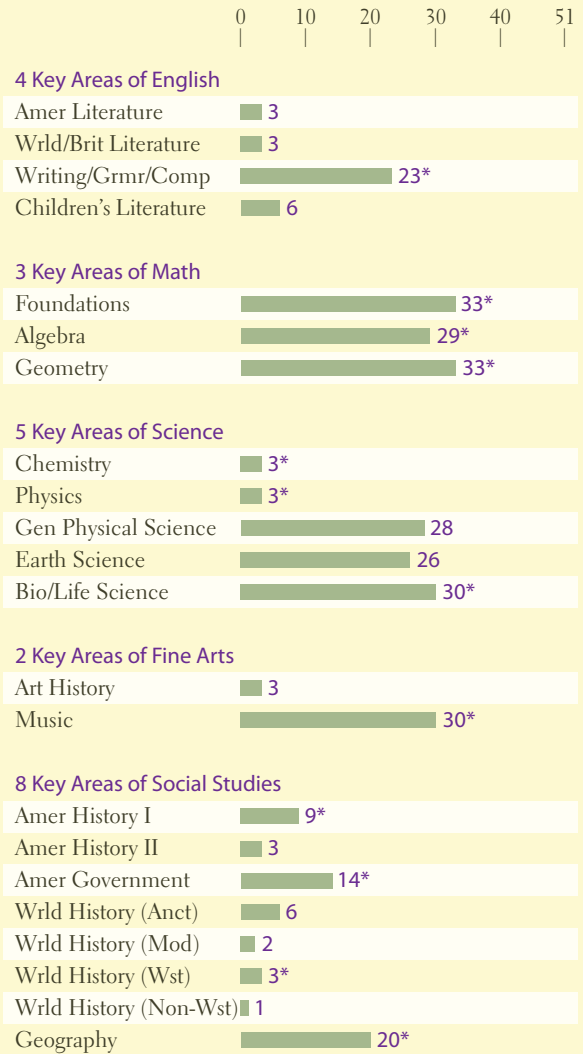 0 10 20 30 40 51
4 Key Areas of English
Amer Literature 3
Wrld/Brit Literature 3
Writing/Grmr/Comp 23*
Children’s Literature 6
3 Key Areas of Math
Foundations 33*
Algebra 29*
Geometry 33*
5 Key Areas of Science
Chemistry 3*
Physics 3*
Gen Physical Science 28
Earth Science 26
Bio/Life Science 30*
2 Key Areas of Fine Arts
Art History 3
Music 30*
8 Key Areas of Social Studies
Amer History I 9*
Amer History II 3
Amer Government 14*
Wrld History (Anct) 6
Wrld History (Mod) 2
Wrld History (Wst) 3*
Wrld History (Non-Wst) 1
Geography 20*